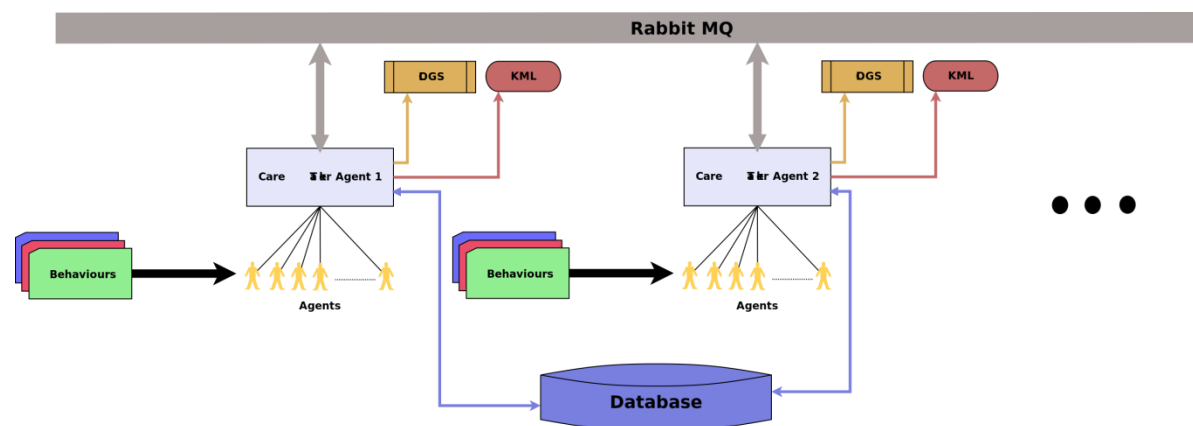 Rabbit MQ
DGS
KML
DGS
KML
Care Agent 1
Care Agent 2
Behaviours
Behaviours
Agents
Agents
Database